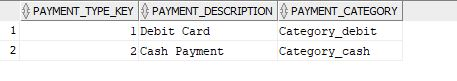 PAYMENT_TYPE_KEY PAYMENT_DESCRIPTION PAYMENT_CATEGORY
1 1 Debit Card Category_debit
2 2 Cash Payment Category_cash